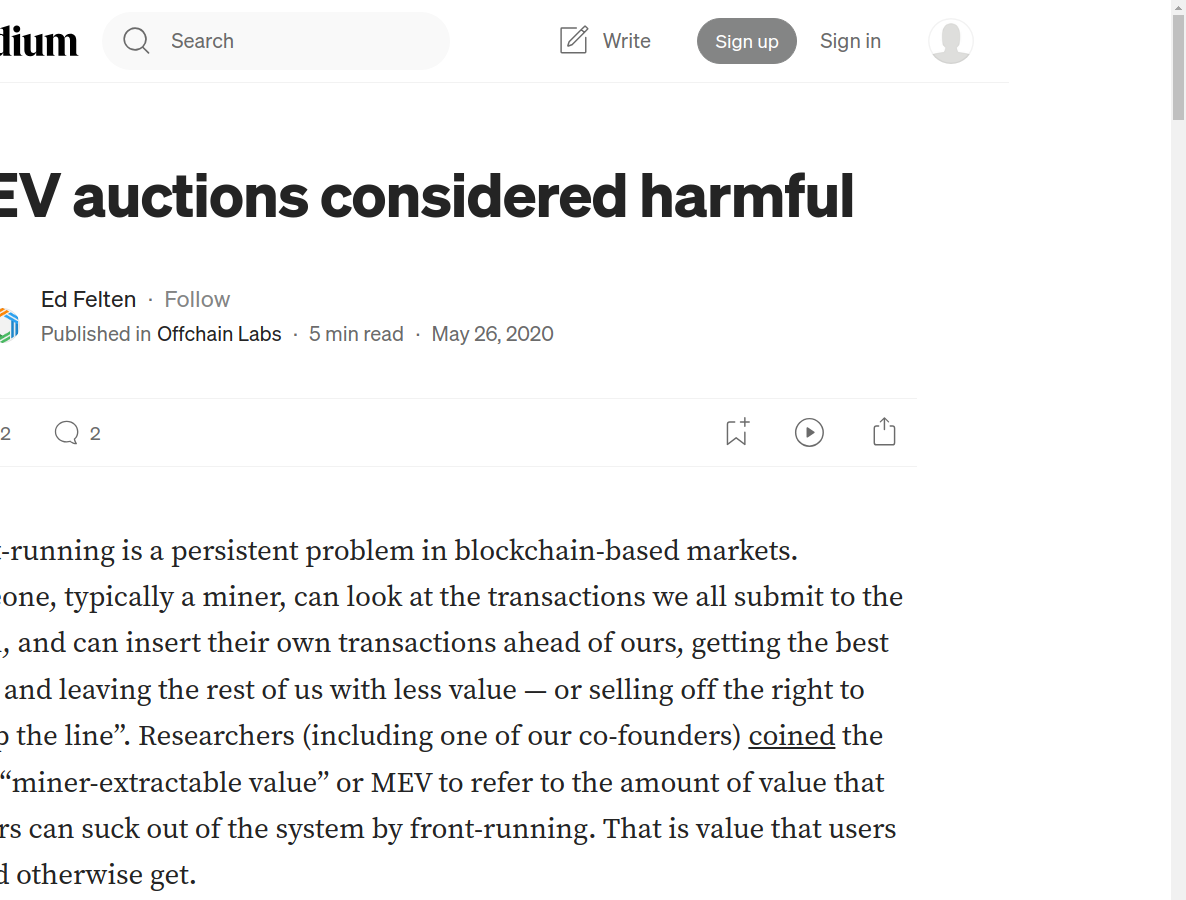 dium
Search
Write
Sign up
Sign in
EV auctions considered harmful
Ed Felten · Follow
Published in Offchain Labs · 5 min read · May 26, 2020
2
2
-running is a persistent problem in blockchain-based markets.
one, typically a miner, can look at the transactions we all submit to the
, and can insert their own transactions ahead of ours, getting the best
and leaving the rest of us with less value — or selling off the right to
p the line”. Researchers (including one of our co-founders) coined the
“miner-extractable value” or MEV to refer to the amount of value that
rs can suck out of the system by front-running. That is value that users
d otherwise get.